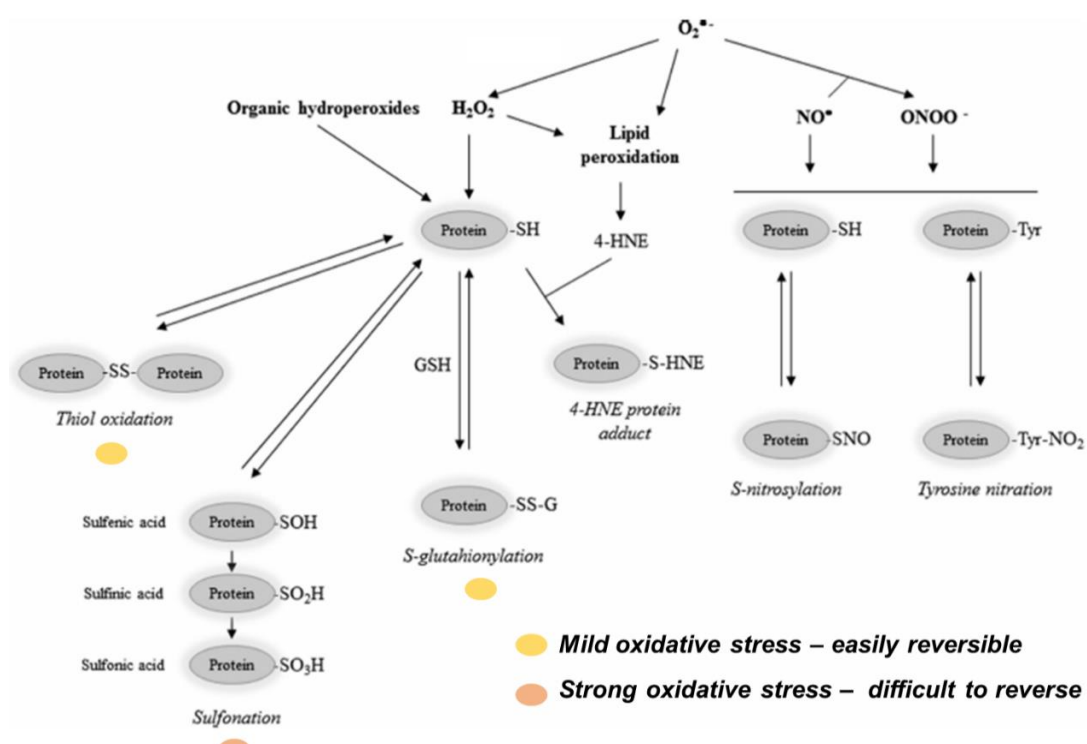 O₂•-
Organic hydroperoxides
H₂O₂
Lipid
peroxidation
NO•
ONOO -
Protein -SH
4-HNE
Protein -SH
Protein -Tyr
Protein -SS- Protein
Thiol oxidation
GSH
Protein -S-HNE
4-HNE protein
adduct
Protein SNO
S-nitrosylation
Protein -Tyr-NO₂
Tyrosine nitration
Sulfenic acid Protein -SOH
Sulfinic acid Protein -SO₂H
Sulfonic acid Protein -SO₃H
Sulfonation
Protein -SS-G
S-glutahionylation
Mild oxidative stress – easily reversible
Strong oxidative stress – difficult to reverse